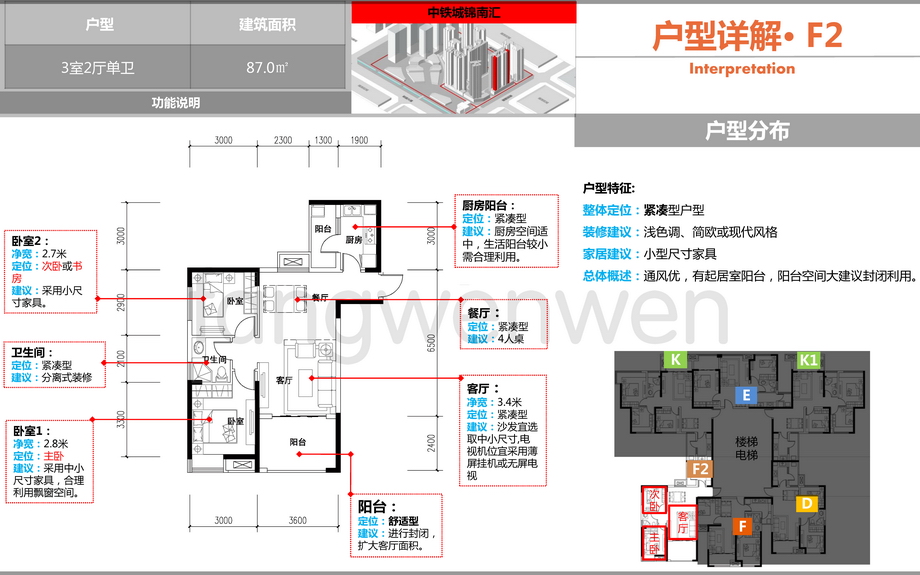 户型
建筑面积
3室2厅单卫
87.0㎡
功能说明
中铁城锦南汇
户型详解• F2
Interpretation
户型分布
户型特征:
整体定位：紧凑型户型
装修建议：浅色调、简欧或现代风格
家居建议：小型尺寸家具
总体概述：通风优，有起居室阳台，阳台空间大建议封闭利用。
3000
2300
1300
1900
3000
2900
2100
3300
3000
6500
2400
3000
3600
阳台
厨房
卧室
餐厅
卫生间
客厅
卧室
阳台
卧室2：
净宽：2.7米
定位：次卧或书
房
建议：采用小尺
寸家具。
卫生间：
定位：紧凑型
建议：分离式装修
卧室1：
净宽：2.8米
定位：主卧
建议：采用中小
尺寸家具，合理
利用飘窗空间。
厨房阳台：
定位：紧凑型
建议：厨房空间适
中，生活阳台较小
需合理利用。
餐厅：
定位：紧凑型
建议：4人桌
客厅：
净宽：3.4米
定位：紧凑型
建议：沙发宜选
取中小尺寸,电
视机位宜采用薄
屏挂机或无屏电
视
阳台：
定位：舒适型
建议：进行封闭，
扩大客厅面积。
K
K1
E
楼梯
电梯
F2
D
F
次卧
客厅
主卧